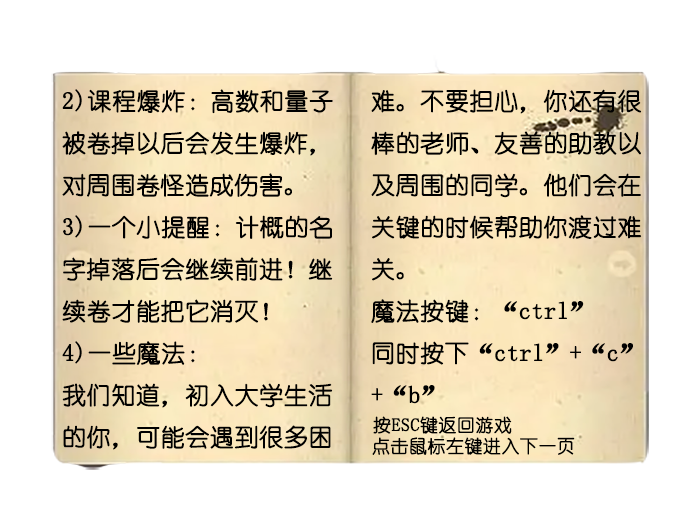 2)课程爆炸：高数和量子
被卷掉以后会发生爆炸，
对周围卷怪造成伤害。
3)一个小提醒：计概的名
字掉落后会继续前进！继
续卷才能把它消灭！
4)一些魔法：
我们知道，初入大学生活
的你，可能会遇到很多困
难。不要担心，你还有很
棒的老师、友善的助教以
及周围的同学。他们会在
关键的时候帮助你渡过难
关。
魔法按键：“ctrl”
同时按下“ctrl”+“c”
+“b”
按ESC键返回游戏
点击鼠标左键进入下一页